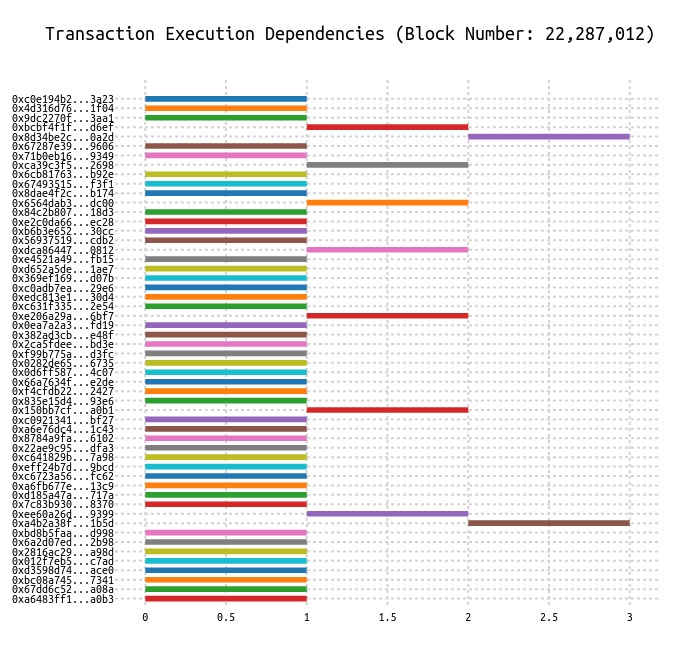 Transaction Execution Dependencies (Block Number: 22,287,012)
0xc0e194b2...3a23
0x4d316d76...1f04
0x9dc2270f...3aa1
0xbcbf4f1f...d6ef
0x8d34be2c...0a2d
0x67287e39...9606
0x71b0eb16...9349
0xca39c3f5...2698
0x6cb81763...b92e
0x67493515...f3f1
0x8dae4f2c...b174
0x6564dab3...dc00
0x84c2b807...18d3
0xe2c0da66...ec28
0xb6b3e652...30cc
0x56937519...cdb2
0xdca86447...0812
0xe4521a49...fb15
0xd652a5de...1ae7
0x369ef169...d07b
0xc0adb7ea...29e6
0xedc813e1...30d4
0xc631f335...2e54
0xe206a29a...6bf7
0x0ea7a2a3...fd19
0x382ad3cb...e48f
0x2ca5fdee...bd3e
0xf99b775a...d3fc
0x0282de65...6735
0x0d6ff587...4c07
0x66a7634f...e2de
0xf4cfdb22...2427
0x835e15d4...93e6
0x150bb7cf...a0b1
0xc0921341...bf27
0xa6e76dc4...1c43
0x8784a9fa...6102
0x22ae9c95...dfa3
0xc641829b...7a98
0xeff24b7d...9bcd
0xc6723a56...fc62
0xa6fb677e...13c9
0xd185a47a...717a
0x7c83b930...8370
0xee60a26d...9399
0xa4b2a38f...1b5d
0xbd8b5faa...d998
0x6a2d07ed...2b98
0x2816ac29...a98d
0x012f7eb5...c7ad
0xd3598d74...ace0
0xbc08a745...7341
0x67dd6c52...a08a
0xa6483ff1...a0b3
0 0.5 1 1.5 2 2.5 3